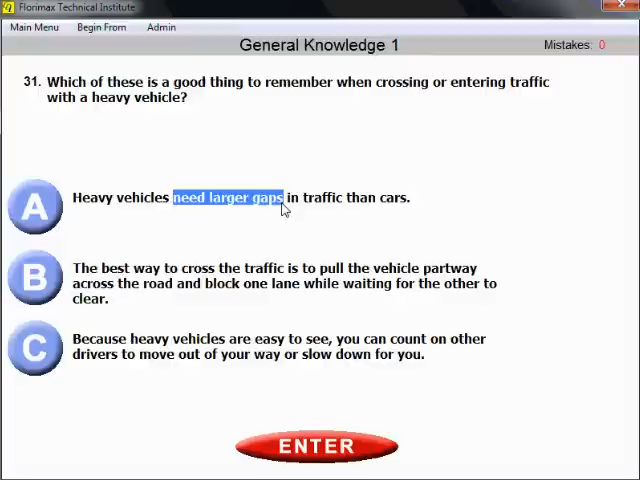 Florimax Technical Institute
Main Menu Begin From Admin
General Knowledge 1 Mistakes: 0
31. Which of these is a good thing to remember when crossing or entering traffic
with a heavy vehicle?
A Heavy vehicles need larger gaps in traffic than cars.
B The best way to cross the traffic is to pull the vehicle partway
across the road and block one lane while waiting for the other to
clear.
C Because heavy vehicles are easy to see, you can count on other
drivers to move out of your way or slow down for you.
ENTER